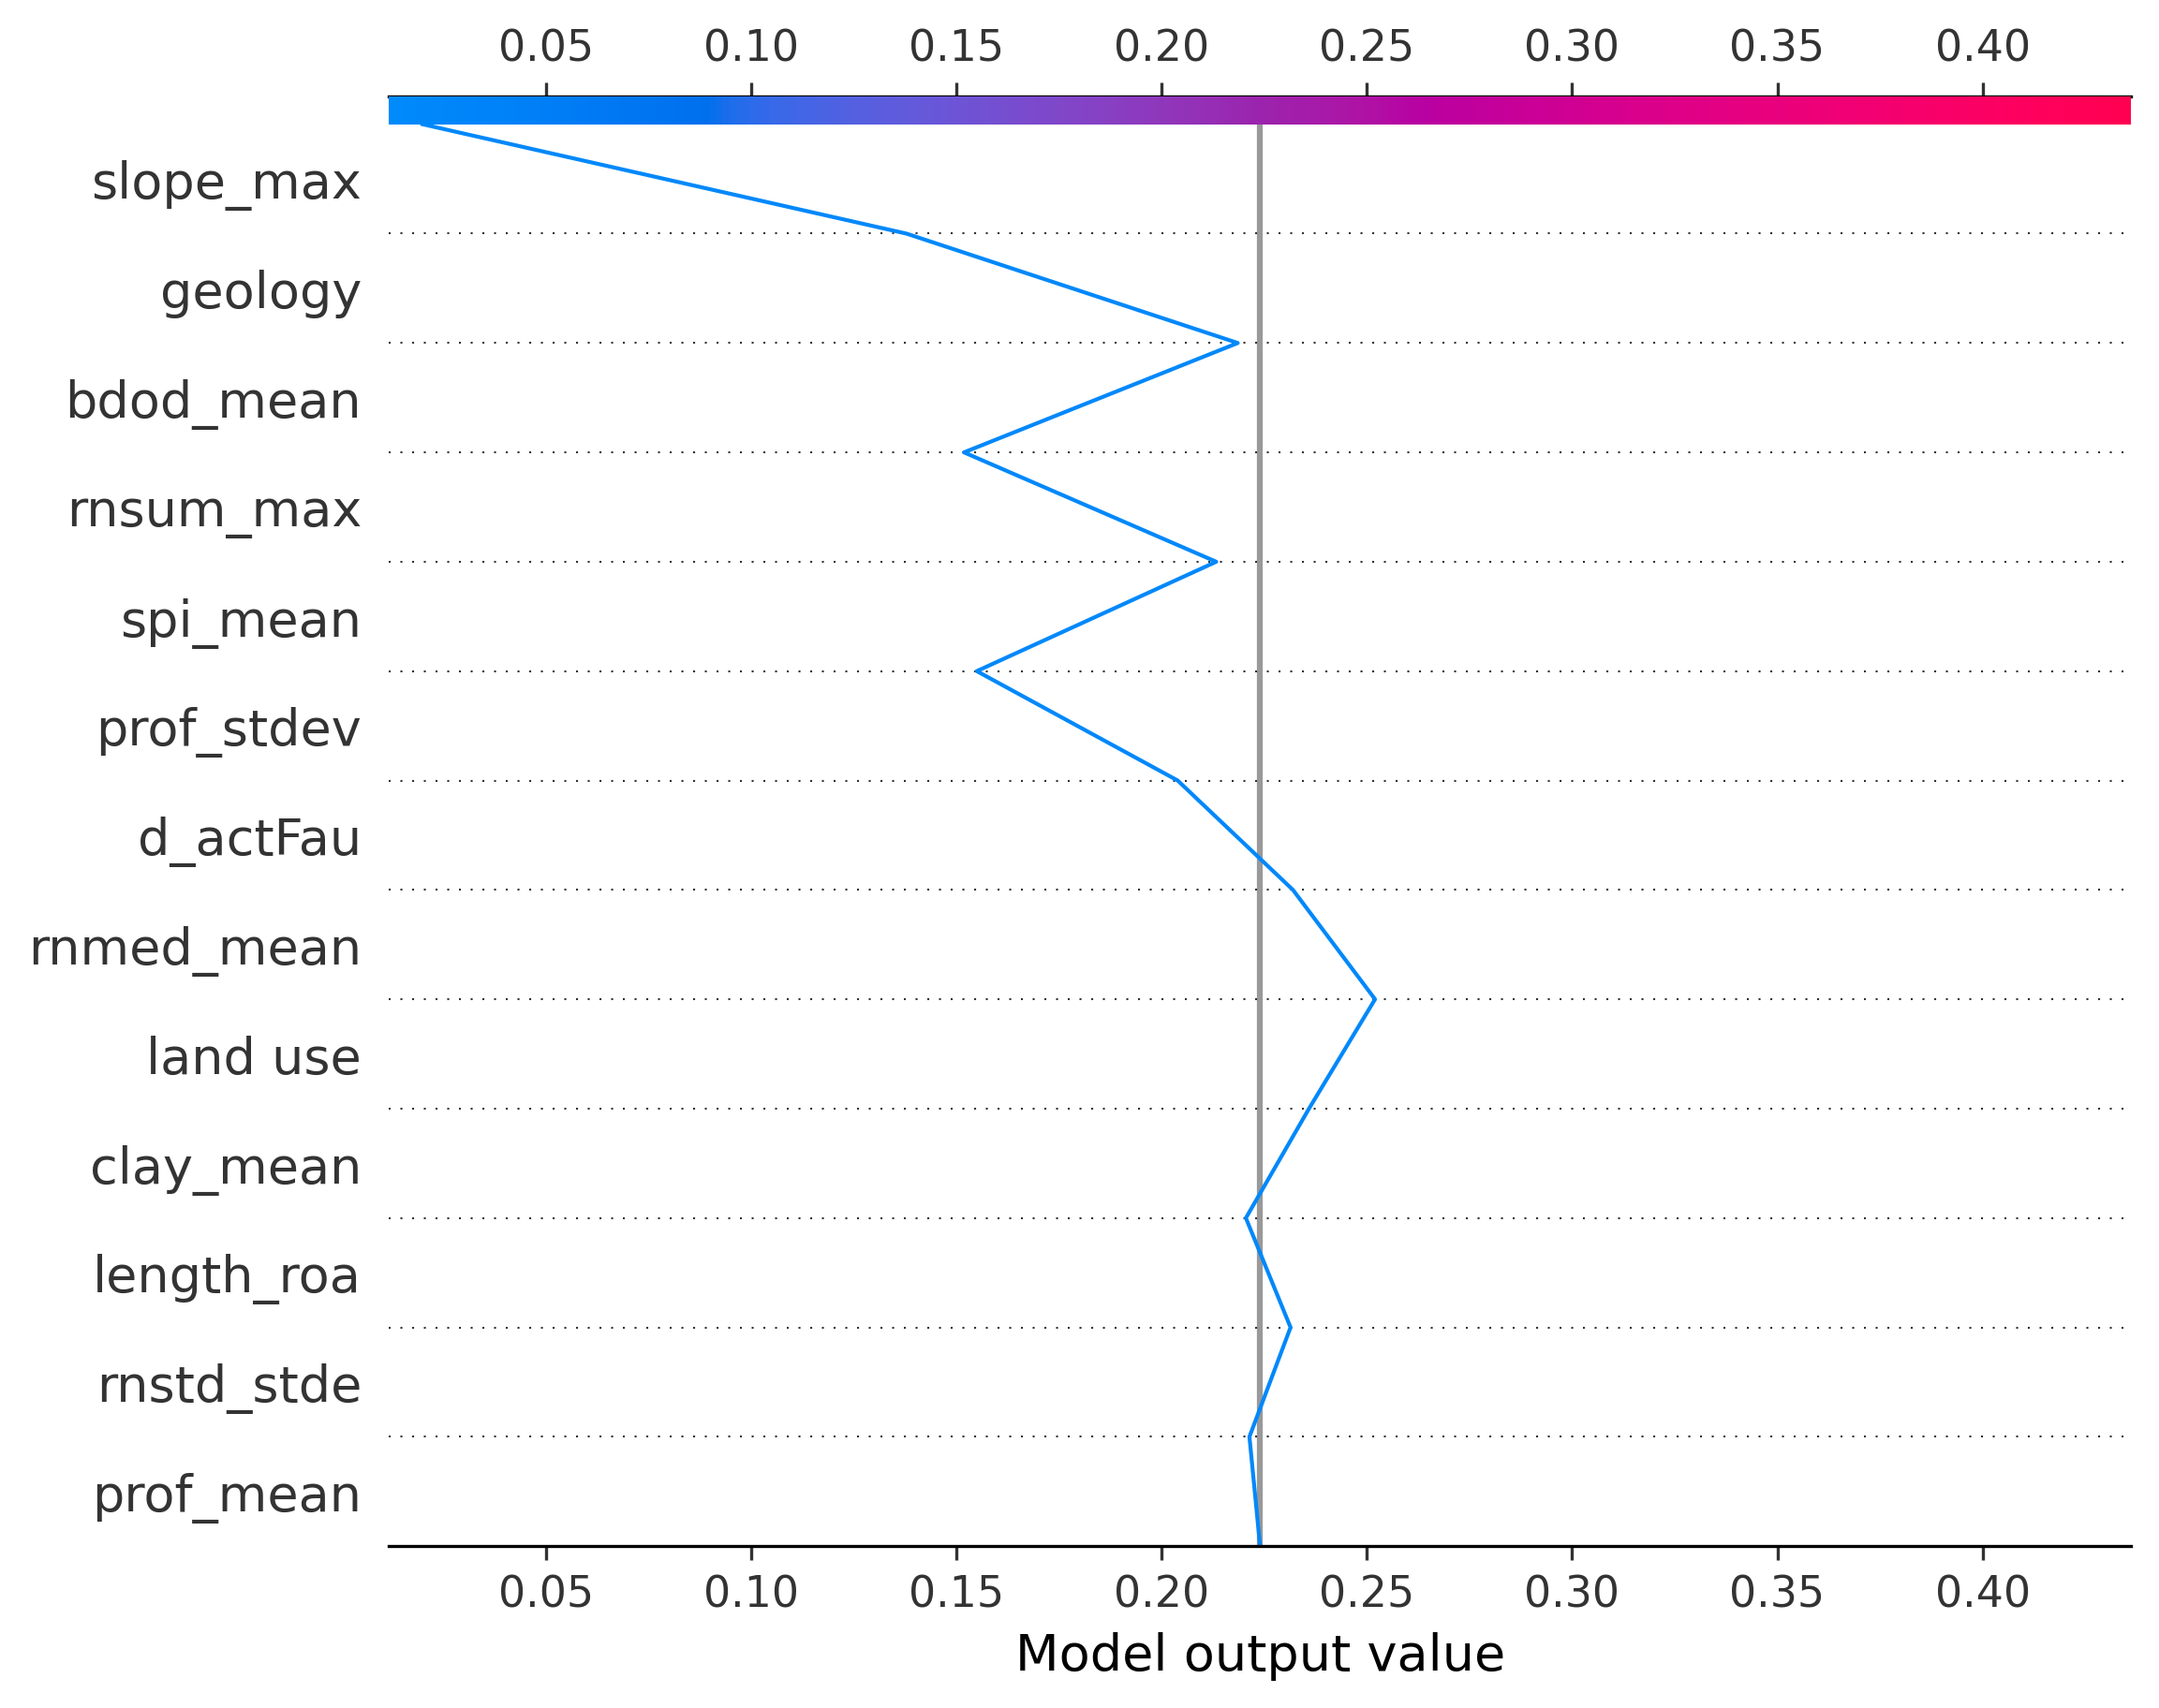 0.05 0.10 0.15 0.20 0.25 0.30 0.35 0.40
slope_max
geology
bdod_mean
rnsum_max
spi_mean
prof_stdev
d_actFau
rnmed_mean
land use
clay_mean
length_roa
rnstd_stde
prof_mean
0.05 0.10 0.15 0.20 0.25 0.30 0.35 0.40
Model output value